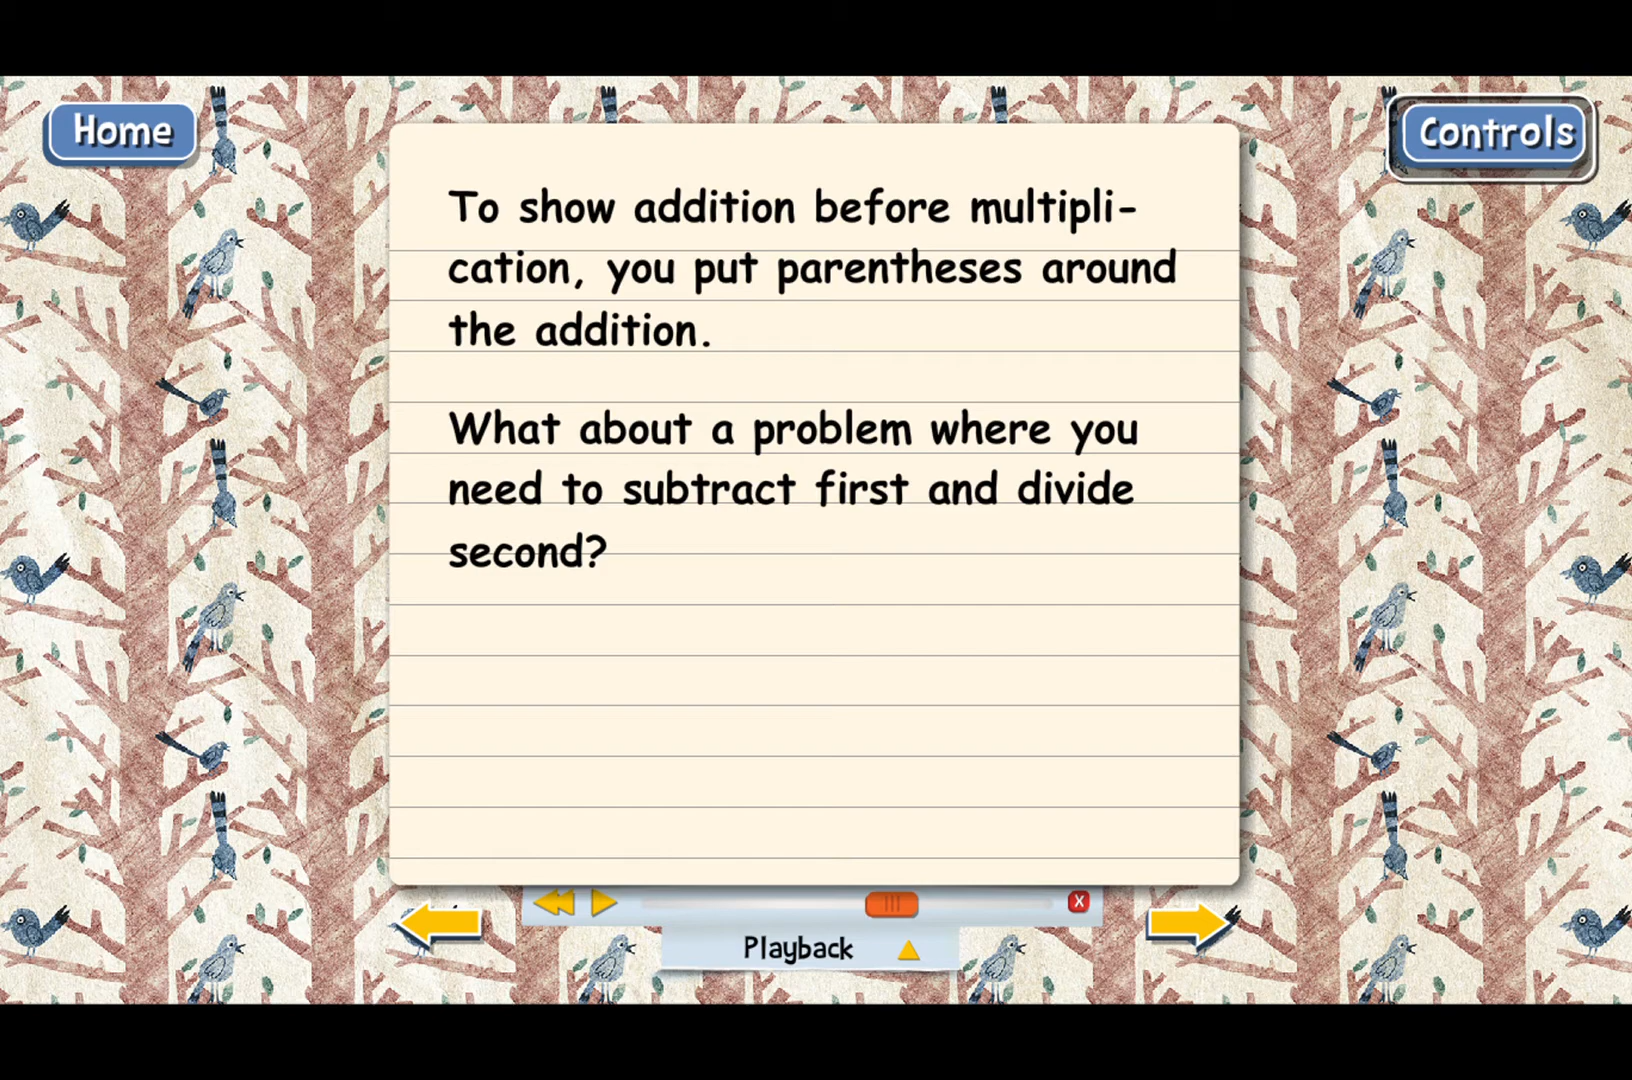 Home
Controls
To show addition before multipli-
cation, you put parentheses around
the addition.
What about a problem where you
need to subtract first and divide
second?
X
Playback